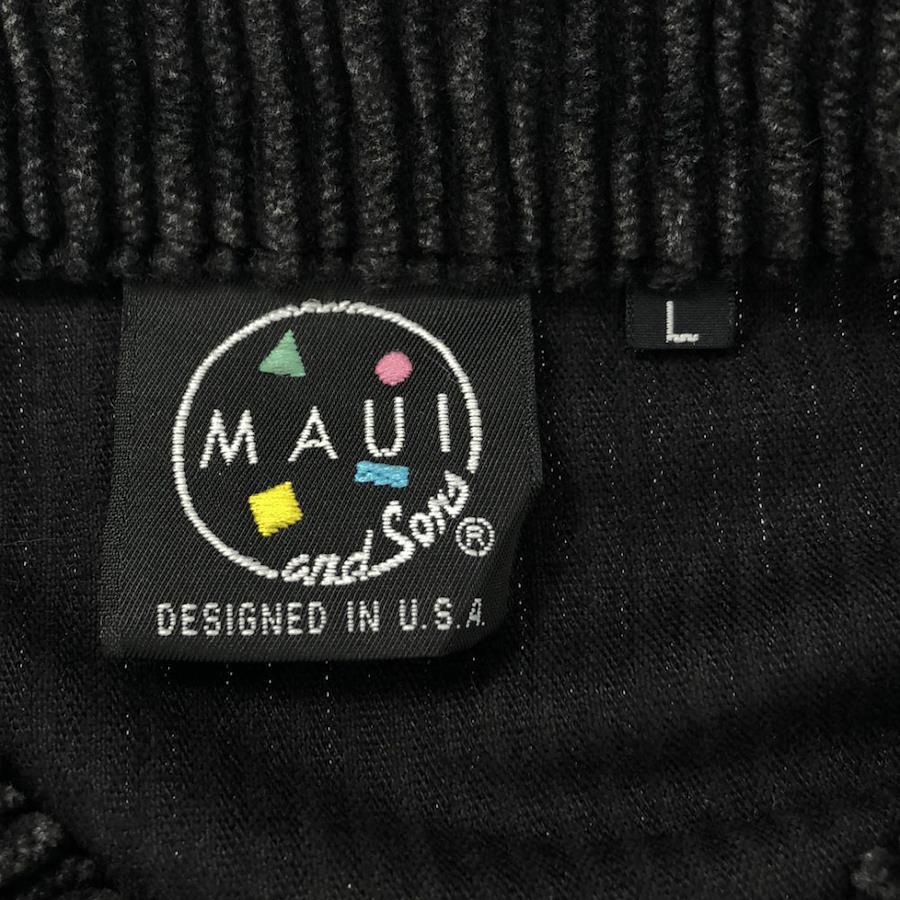 MAUI
and Sons®
DESIGNED IN U.S.A.
L